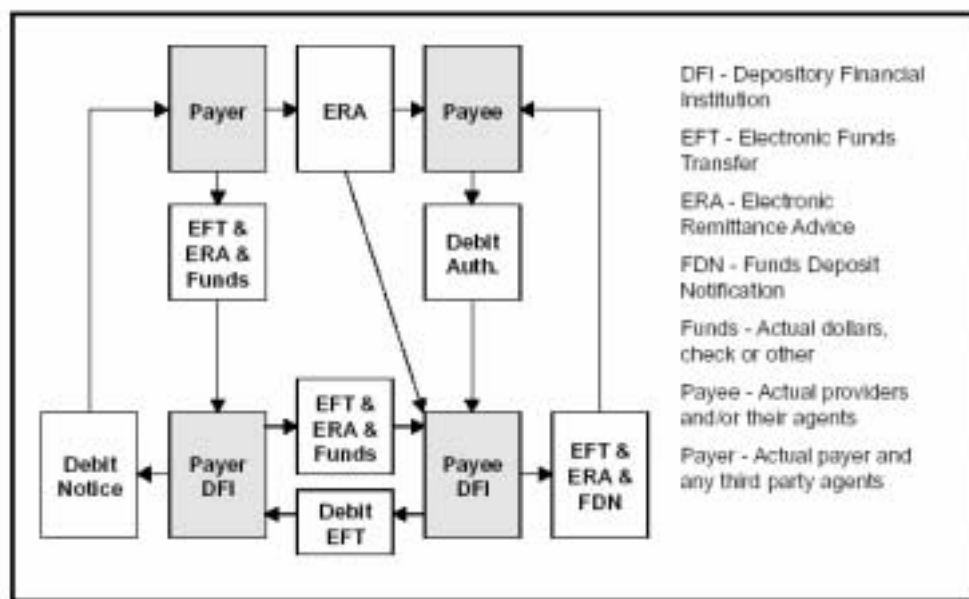 Payer
ERA
Payee
EFT &
ERA &
Funds
Debit
Auth.
EFT &
ERA &
Funds
Debit
Notice
Payer
DFI
Payee
DFI
EFT &
ERA &
FDN
Debit
EFT
DFI - Depository Financial
Institution
EFT - Electronic Funds
Transfer
ERA - Electronic
Remittance Advice
FDN - Funds Deposit
Notification
Funds - Actual dollars,
check or other
Payee - Actual providers
and/or their agents
Payer - Actual payer and
any third party agents